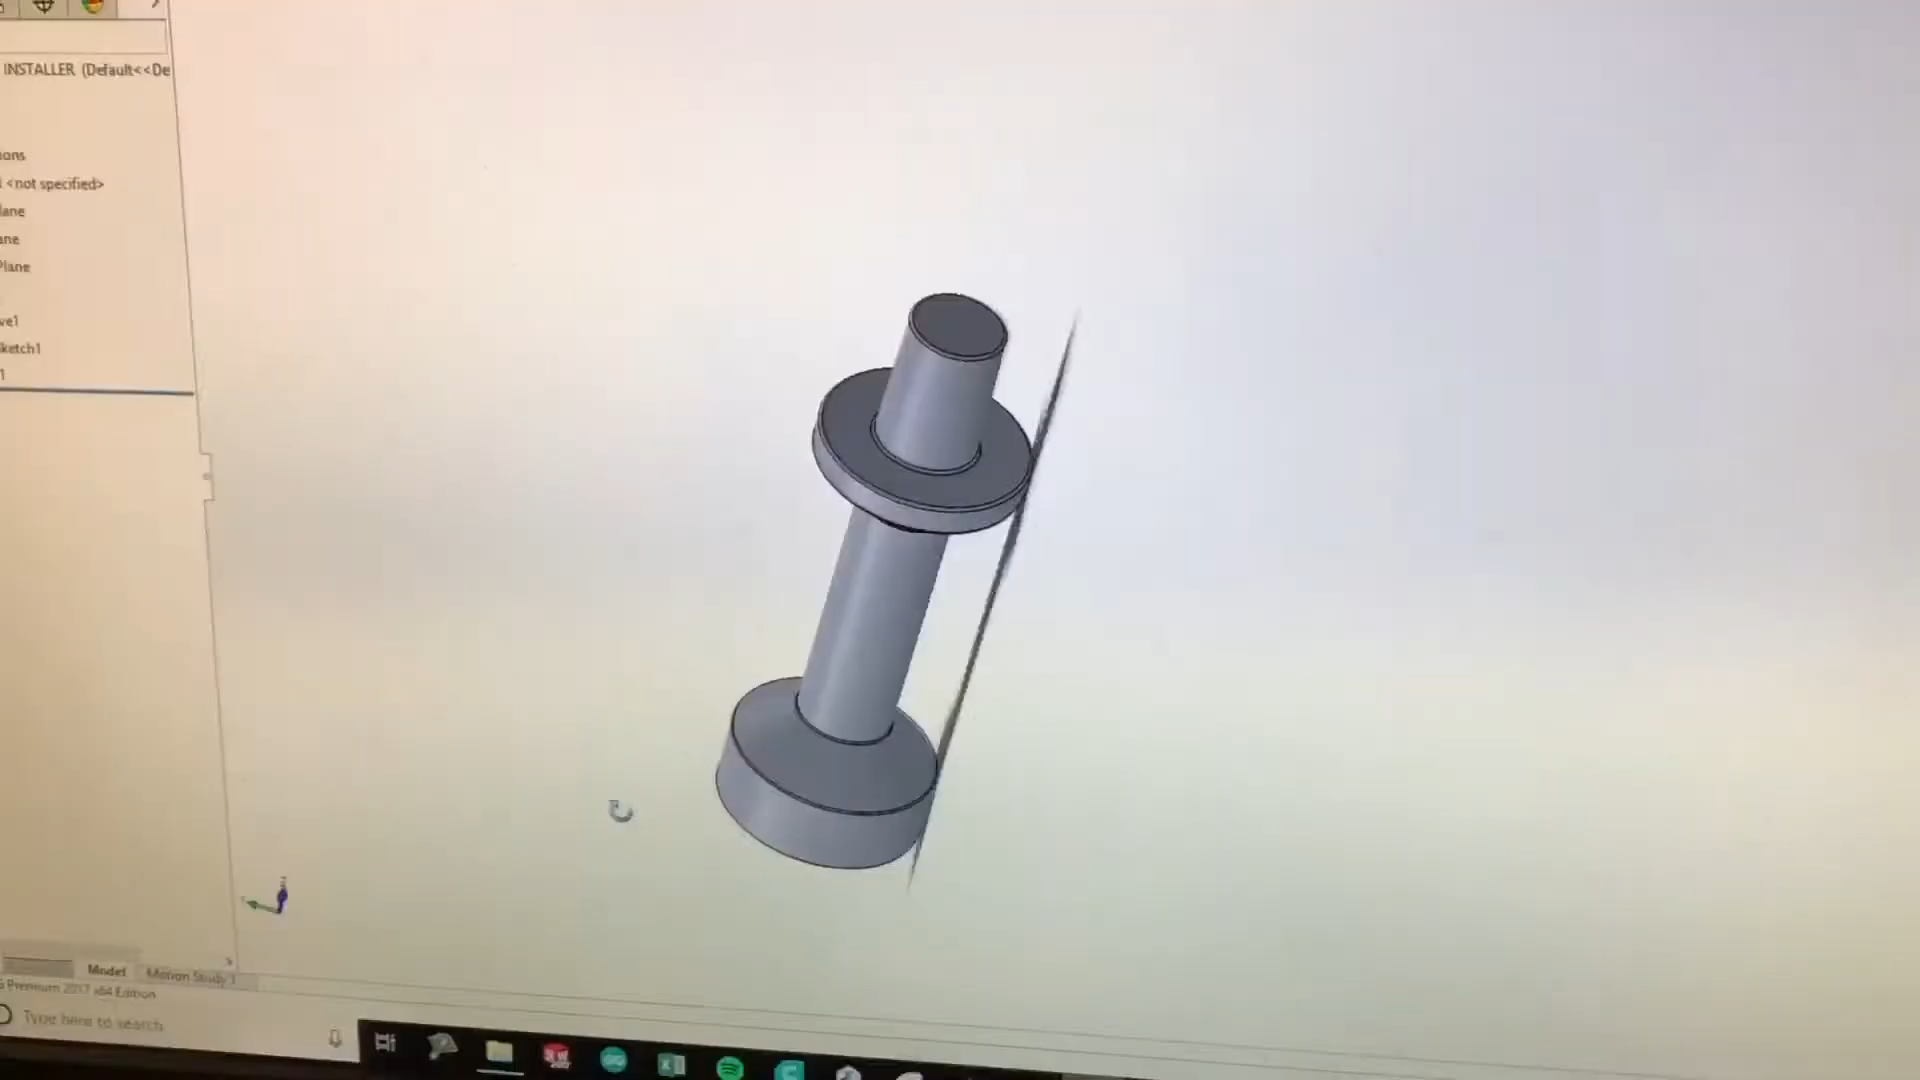 INSTALLER (Default<<De
ions
<not specified>
lane
ane
Plane
ve1
ketch1
1
Model
Motion Study 1
Premium 2017 x64 Edition
Type here to search